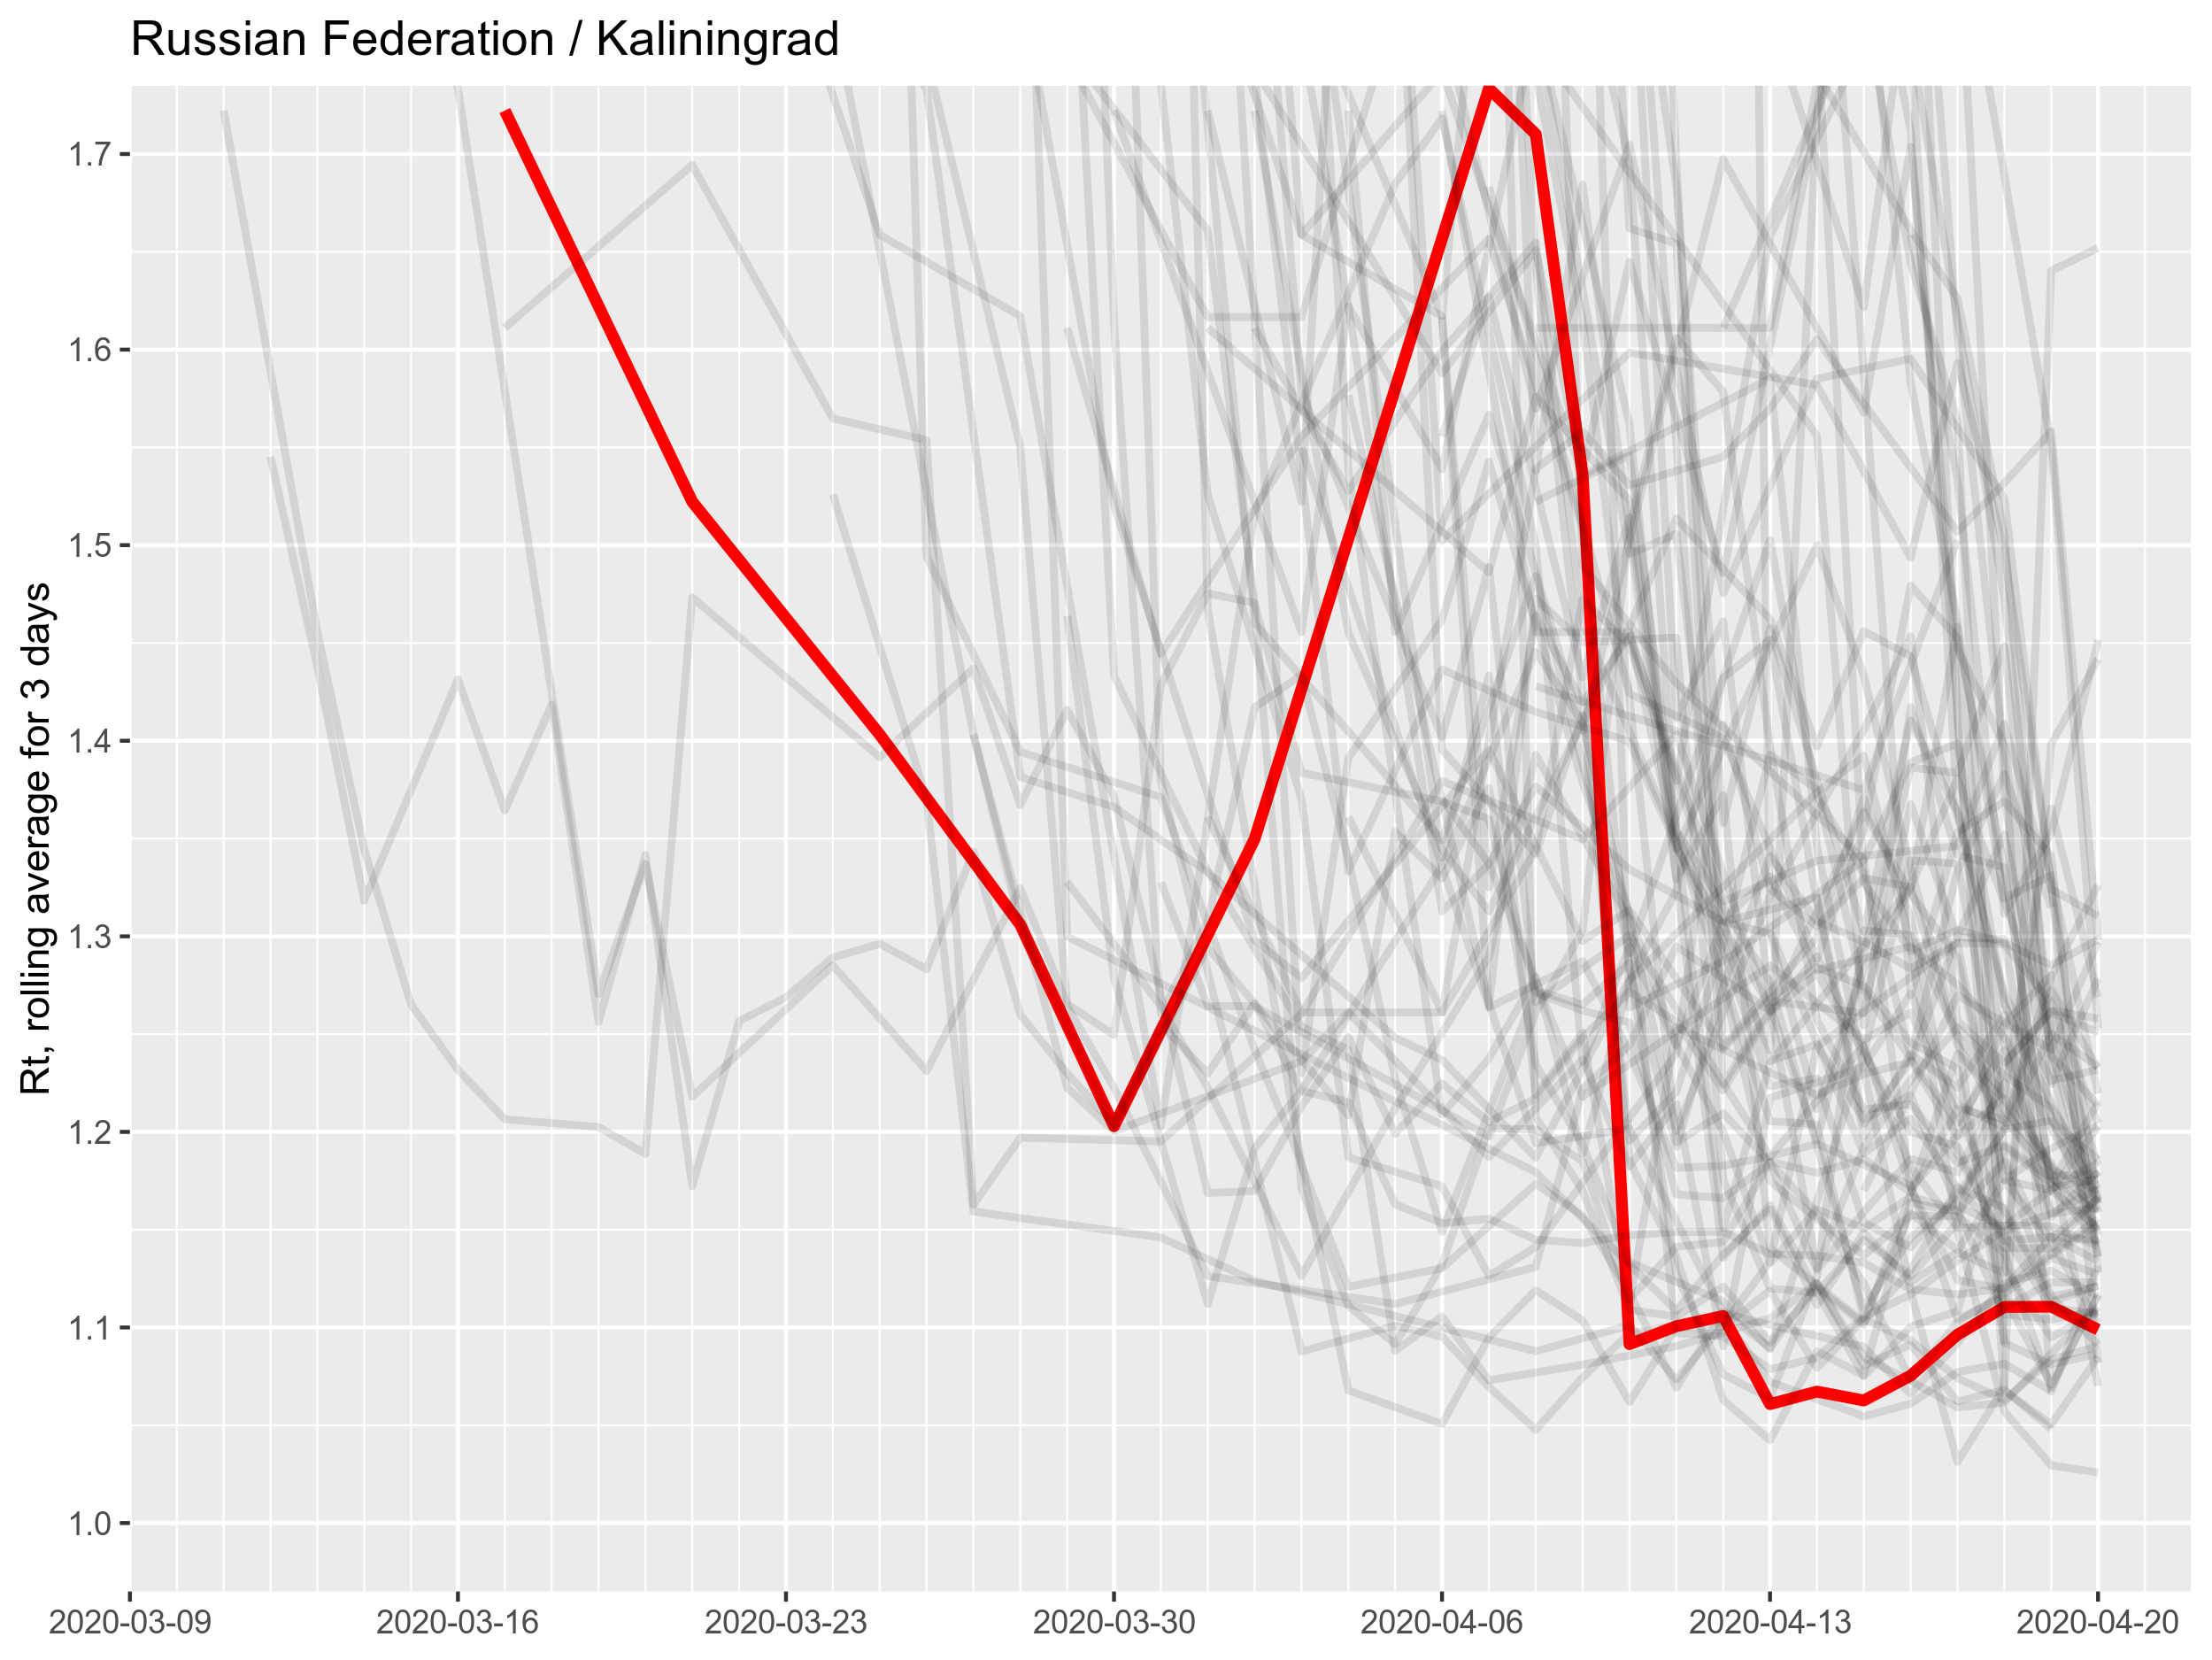 Russian Federation / Kaliningrad
Rt, rolling average for 3 days
1.7
1.6
1.5
1.4
1.3
1.2
1.1
1.0
2020-03-09 2020-03-16 2020-03-23 2020-03-30 2020-04-06 2020-04-13 2020-04-20